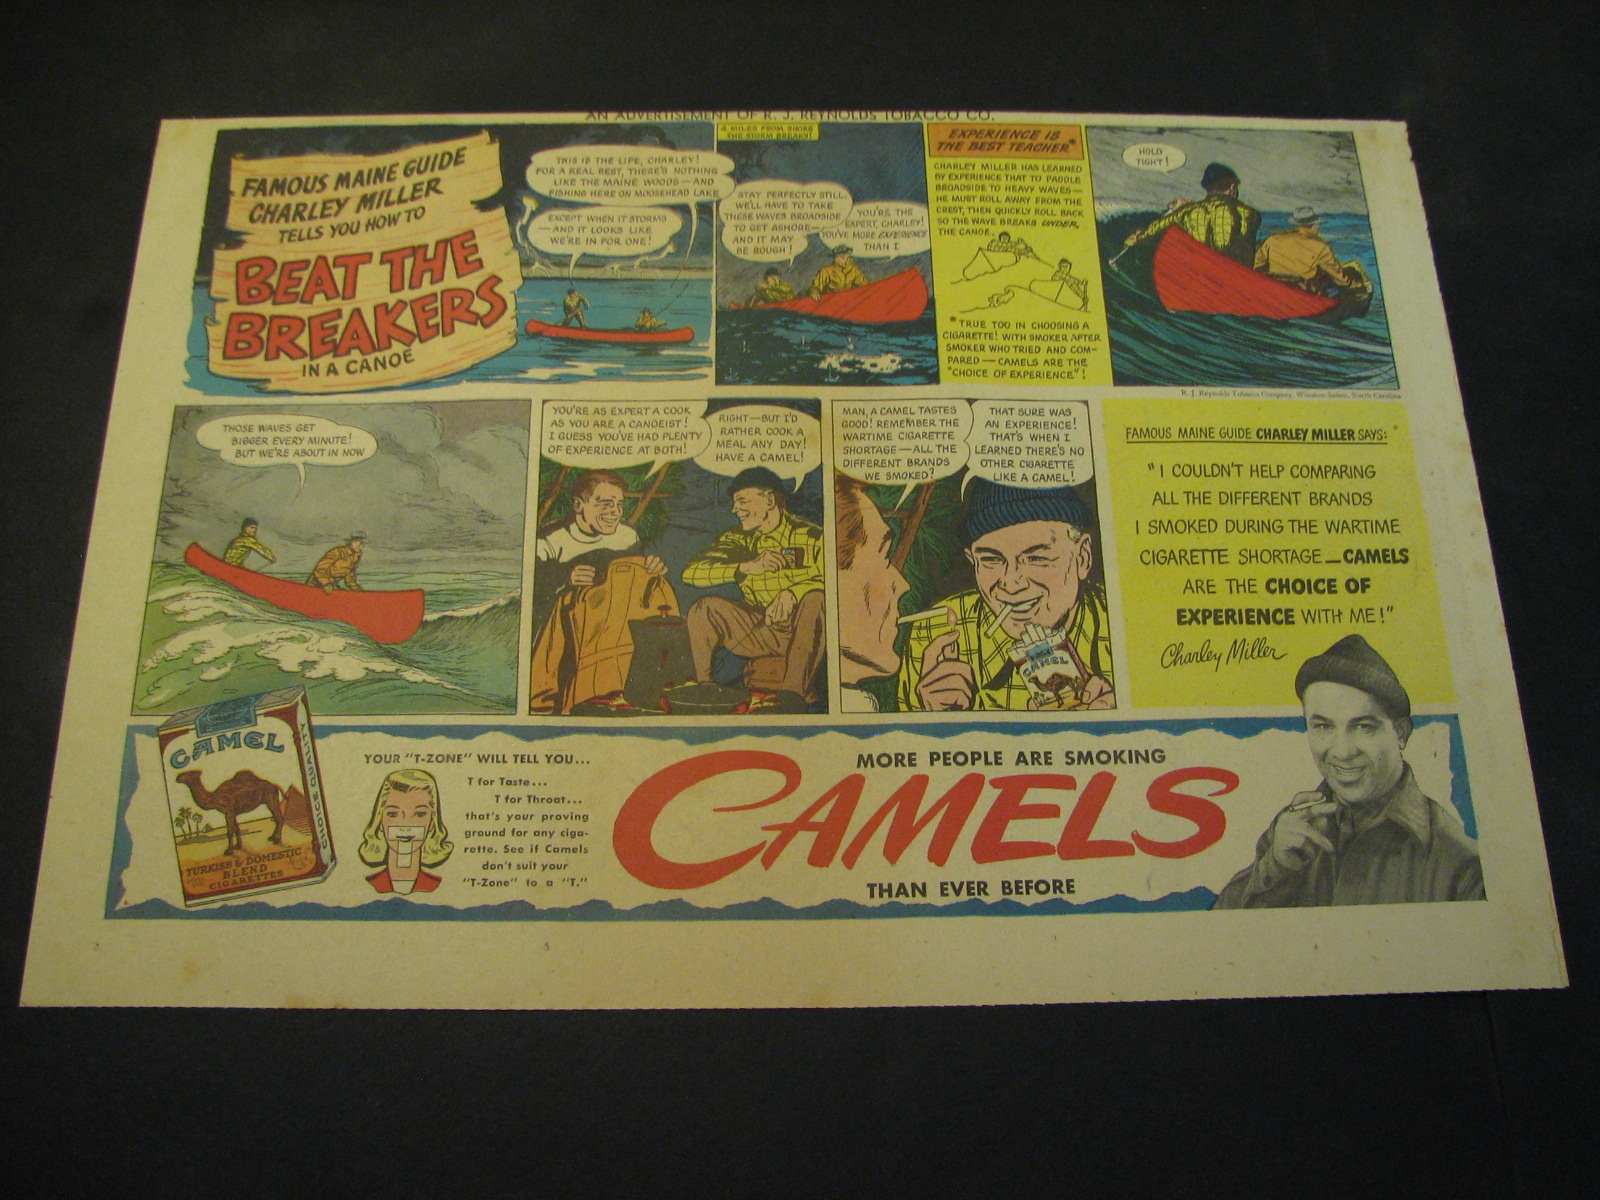 AN ADVERTISEMENT OF R. J. REYNOLDS TOBACCO CO.
FAMOUS MAINE GUIDE
CHARLEY MILLER
TELLS YOU HOW TO
BEAT THE
BREAKERS
IN A CANOE
THIS IS THE LIFE, CHARLEY!
FOR A REAL REST, THERE'S NOTHING
LIKE THE MAINE WOODS—AND
FISHING HERE ON MOOSEHEAD LAKE
EXCEPT WHEN IT STORMS
—AND IT LOOKS LIKE
WE'RE IN FOR ONE!
4 MILES FROM SHORE
THE STORM BREAKS!
STAY PERFECTLY STILL.
WE'LL HAVE TO TAKE
THESE WAVES BROADSIDE
TO GET ASHORE—
AND IT MAY
BE ROUGH!
YOU'RE THE
EXPERT, CHARLEY!
YOU'VE MORE EXPERIENCE
THAN I
EXPERIENCE IS
THE BEST TEACHER*
CHARLEY MILLER HAS LEARNED
BY EXPERIENCE THAT TO PADDLE
BROADSIDE TO HEAVY WAVES—
HE MUST ROLL AWAY FROM THE
CREST, THEN QUICKLY ROLL BACK
SO THE WAVE BREAKS UNDER
THE CANOE.
*TRUE TOO IN CHOOSING A
CIGARETTE! WITH SMOKER AFTER
SMOKER WHO TRIED AND COM-
PARED—CAMELS ARE THE
"CHOICE OF EXPERIENCE"!
HOLD
TIGHT!
R. J. Reynolds Tobacco Company, Winston-Salem, North Carolina
THOSE WAVES GET
BIGGER EVERY MINUTE!
BUT WE'RE ABOUT IN NOW
YOU'RE AS EXPERT A COOK
AS YOU ARE A CANOEIST!
I GUESS YOU'VE HAD PLENTY
OF EXPERIENCE AT BOTH!
RIGHT—BUT I'D
RATHER COOK A
MEAL ANY DAY!
HAVE A CAMEL!
MAN, A CAMEL TASTES
GOOD! REMEMBER THE
WARTIME CIGARETTE
SHORTAGE—ALL THE
DIFFERENT BRANDS
WE SMOKED?
THAT SURE WAS
AN EXPERIENCE!
THAT'S WHEN I
LEARNED THERE'S NO
OTHER CIGARETTE
LIKE A CAMEL!
CAMEL
FAMOUS MAINE GUIDE CHARLEY MILLER SAYS:
"I COULDN'T HELP COMPARING
ALL THE DIFFERENT BRANDS
I SMOKED DURING THE WARTIME
CIGARETTE SHORTAGE—CAMELS
ARE THE CHOICE OF
EXPERIENCE WITH ME!"
Charley Miller
CAMEL
TURKISH & DOMESTIC
BLEND
CIGARETTES
CHOICE QUALITY
YOUR "T-ZONE" WILL TELL YOU...
T for Taste...
T for Throat...
that's your proving
ground for any ciga-
rette. See if Camels
don't suit your
"T-Zone" to a "T."
MORE PEOPLE ARE SMOKING
CAMELS
THAN EVER BEFORE